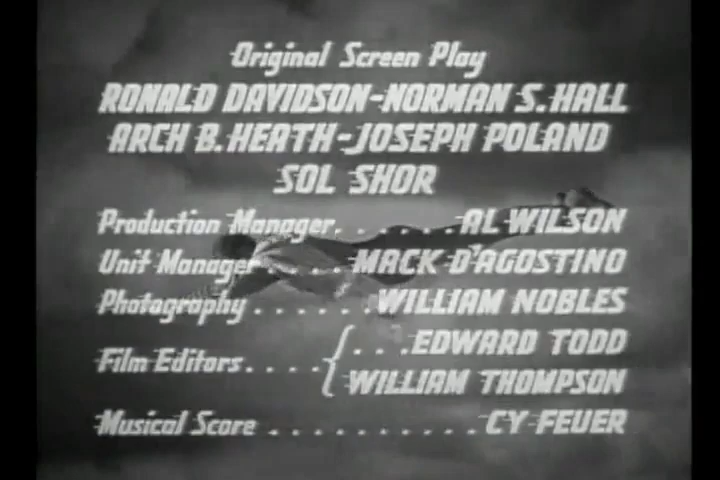 Original Screen Play
RONALD DAVIDSON-NORMAN S. HALL
ARCH B. HEATH-JOSEPH POLAND
SOL SHOR
Production Manager. . . . . . AL WILSON
Unit Manager . . . . . MACK D'AGOSTINO
Photography . . . . . . . WILLIAM NOBLES
Film Editors. . . . { . . . EDWARD TODD
WILLIAM THOMPSON
Musical Score . . . . . . . . . . . CY FEUER